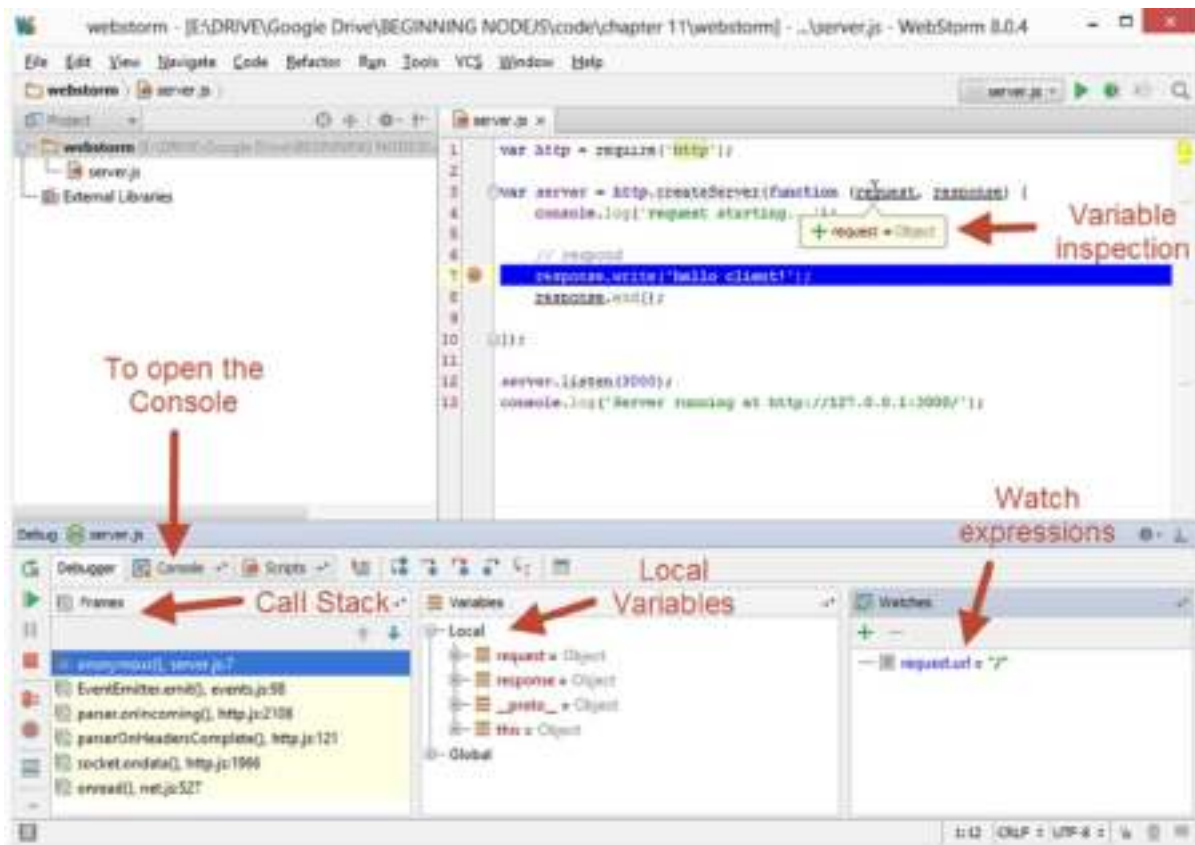 webstorm - [E:\DRIVE\Google Drive\BEGINNING NODEJS\code\chapter 11\webstorm] - ...\server.js - WebStorm 8.0.4
File Edit View Navigate Code Refactor Run Tools VCS Window Help
webstorm server.js
server.js
Project
server.js ×
webstorm
server.js
External Libraries
1 var http = require('http');
2
3 var server = http.createServer(function (request, response) {
4 console.log('request starting...');
5
+ request = Object
6 // respond
7 response.write('hello client!');
8 response.end();
9
10 });
11
12 server.listen(3000);
13 console.log('Server running at http://127.0.0.1:3000/');
Variable
inspection
To open the
Console
Watch
expressions
Debug server.js
Debugger Console Scripts
Frames
Call Stack
Variables
Local
Variables
Watches
Local
request = Object
response = Object
__proto__ = Object
this = Object
Global
request.url = "/"
anonymous(), server.js:7
EventEmitter.emit(), events.js:98
parser.onIncoming(), http.js:2108
parserOnHeadersComplete(), http.js:121
socket.ondata(), http.js:1966
onread(), net.js:527
1:12 CRLF UTF-8